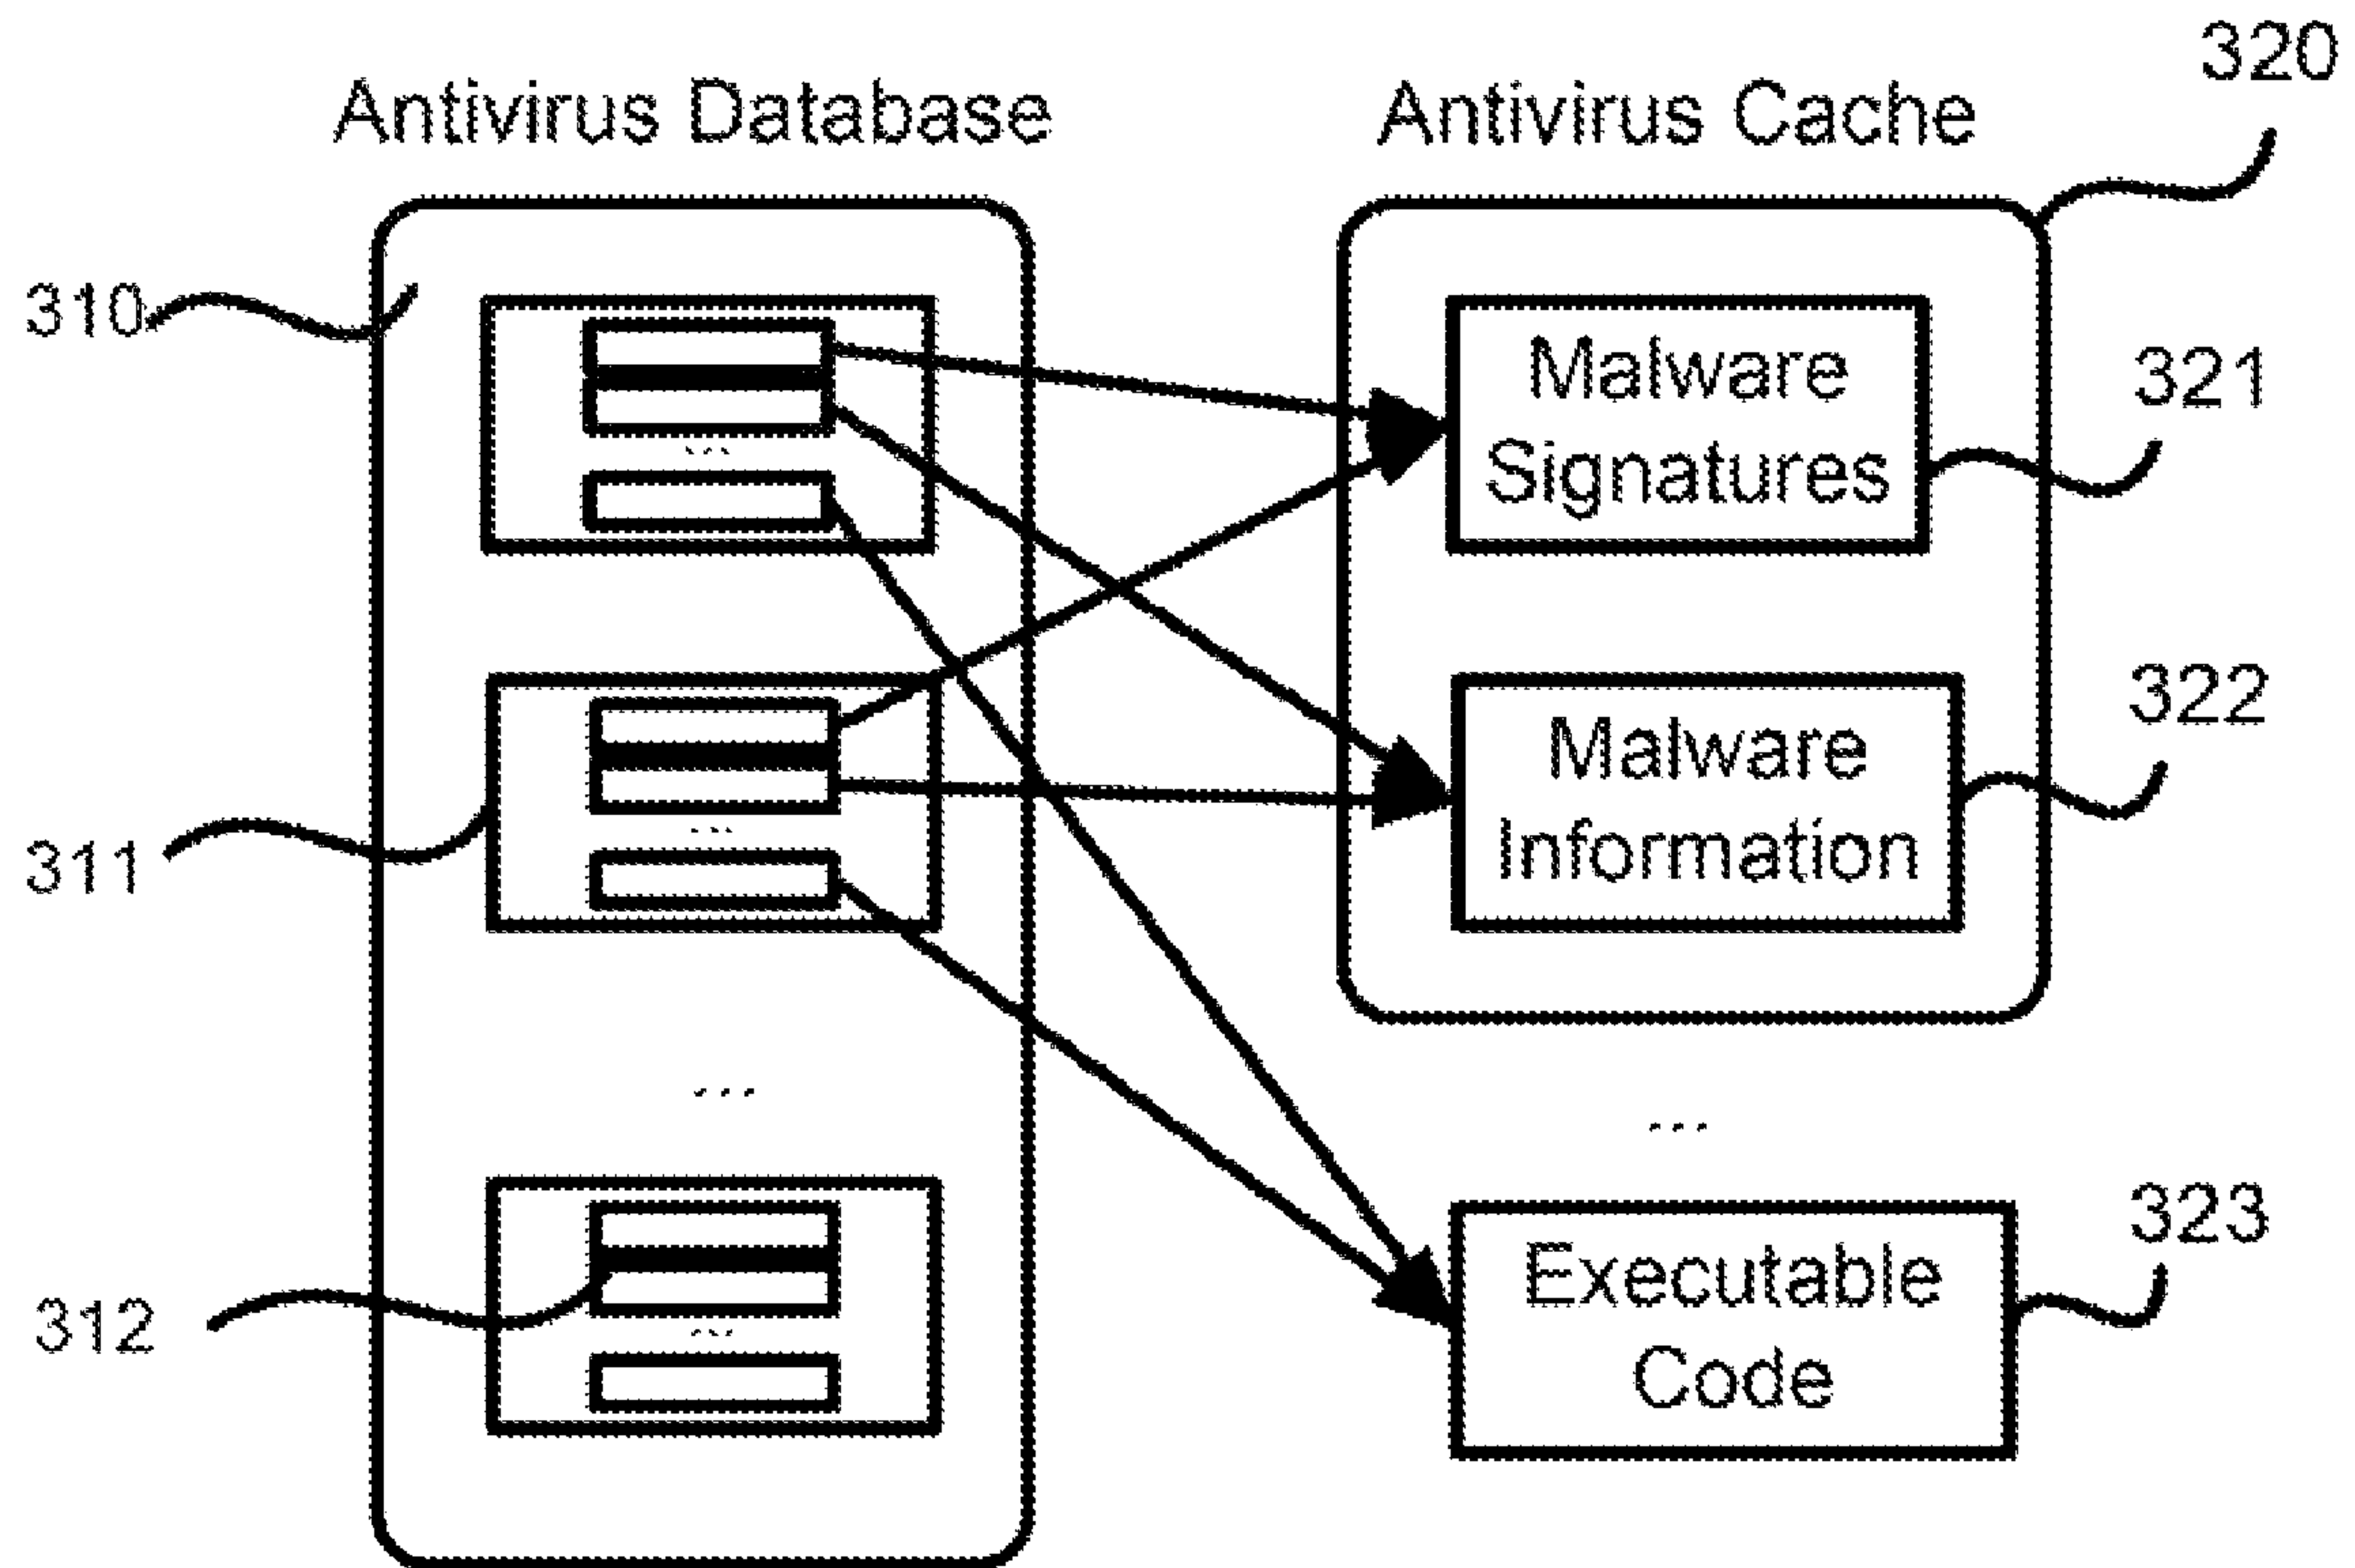 320
Antivirus Database
Antivirus Cache
310
Malware
Signatures
321
...
322
Malware
Information
311
...
...
...
323
Executable
Code
312
...